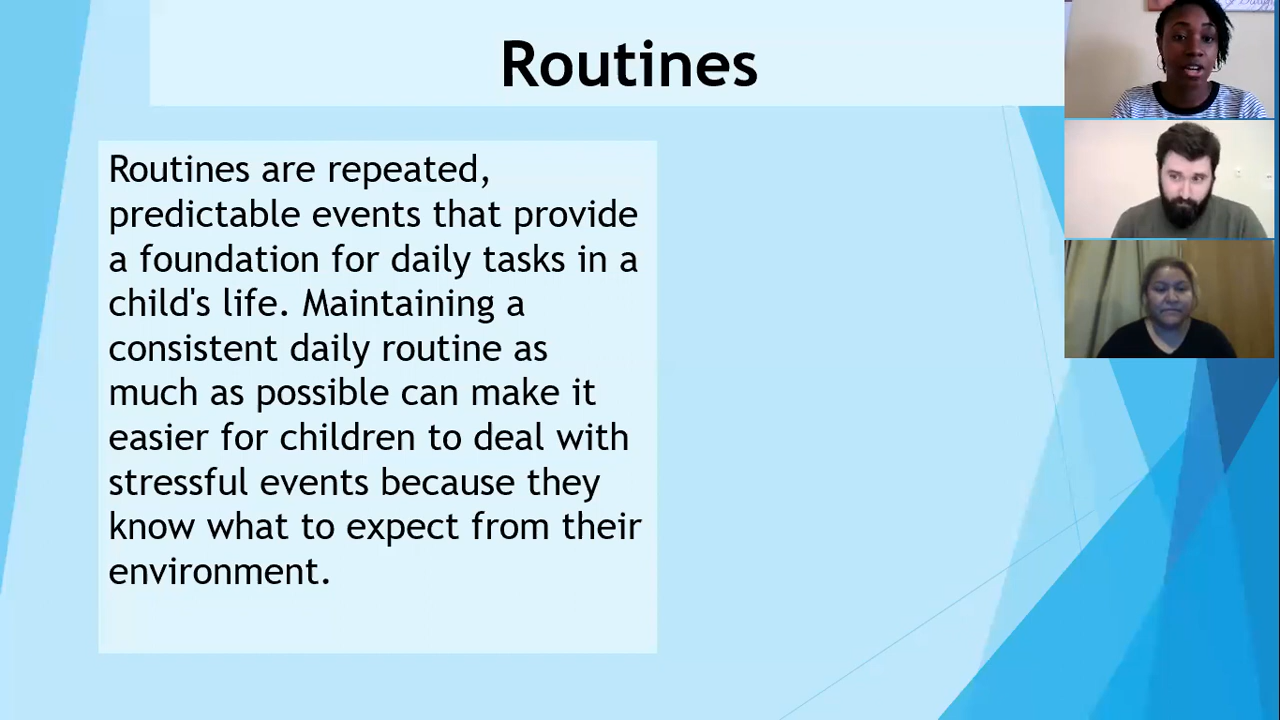 Routines
Routines are repeated,
predictable events that provide
a foundation for daily tasks in a
child's life. Maintaining a
consistent daily routine as
much as possible can make it
easier for children to deal with
stressful events because they
know what to expect from their
environment.